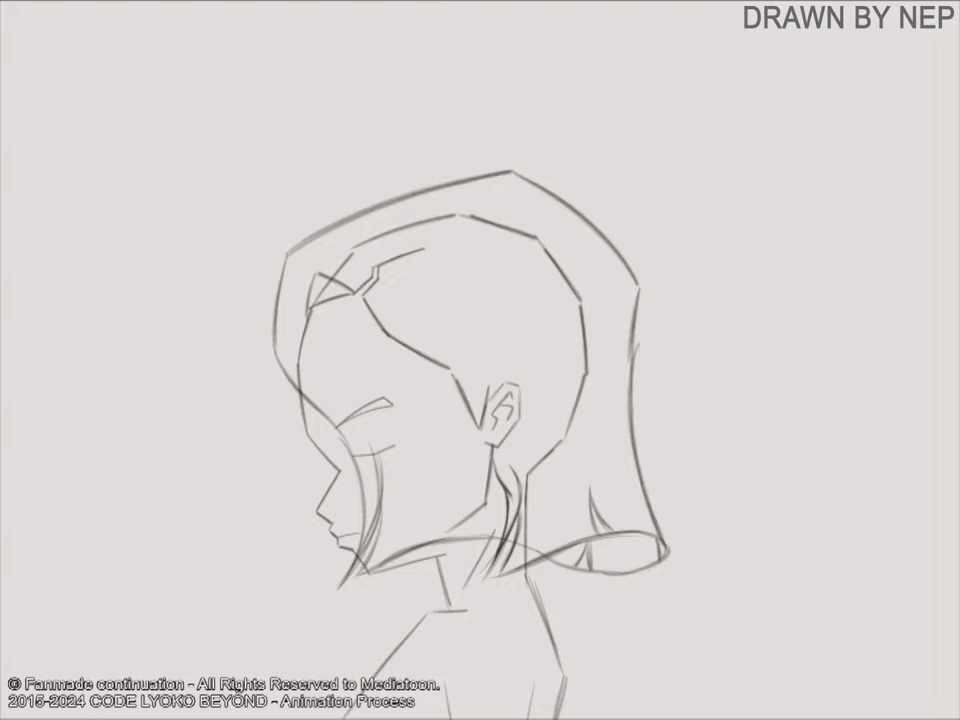 DRAWN BY NEP
© Fanmade continuation - All Rights Reserved to Mediatoon.
2015-2024 CODE LYOKO BEYOND - Animation Process